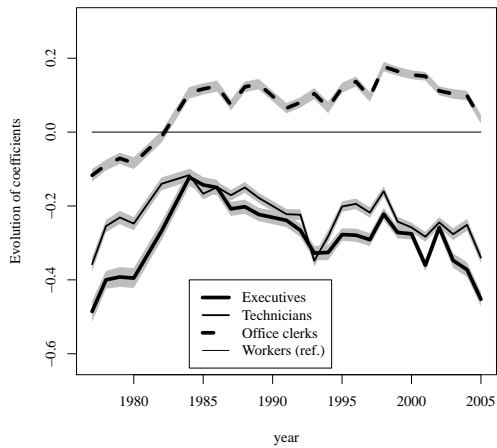 Evolution of coefficients
0.2
0.0
−0.2
−0.4
−0.6
Executives
Technicians
Office clerks
Workers (ref.)
1980 1985 1990 1995 2000 2005
year